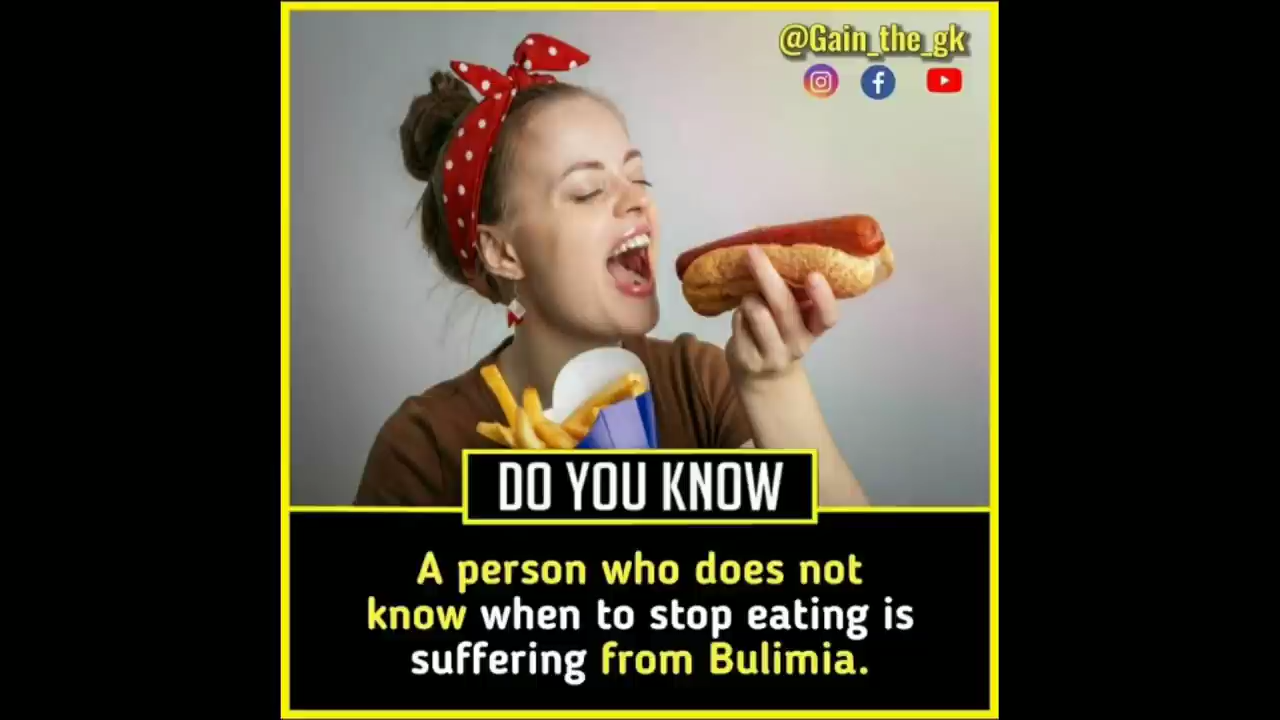 @Gain_the_gk
DO YOU KNOW
A person who does not
know when to stop eating is
suffering from Bulimia.